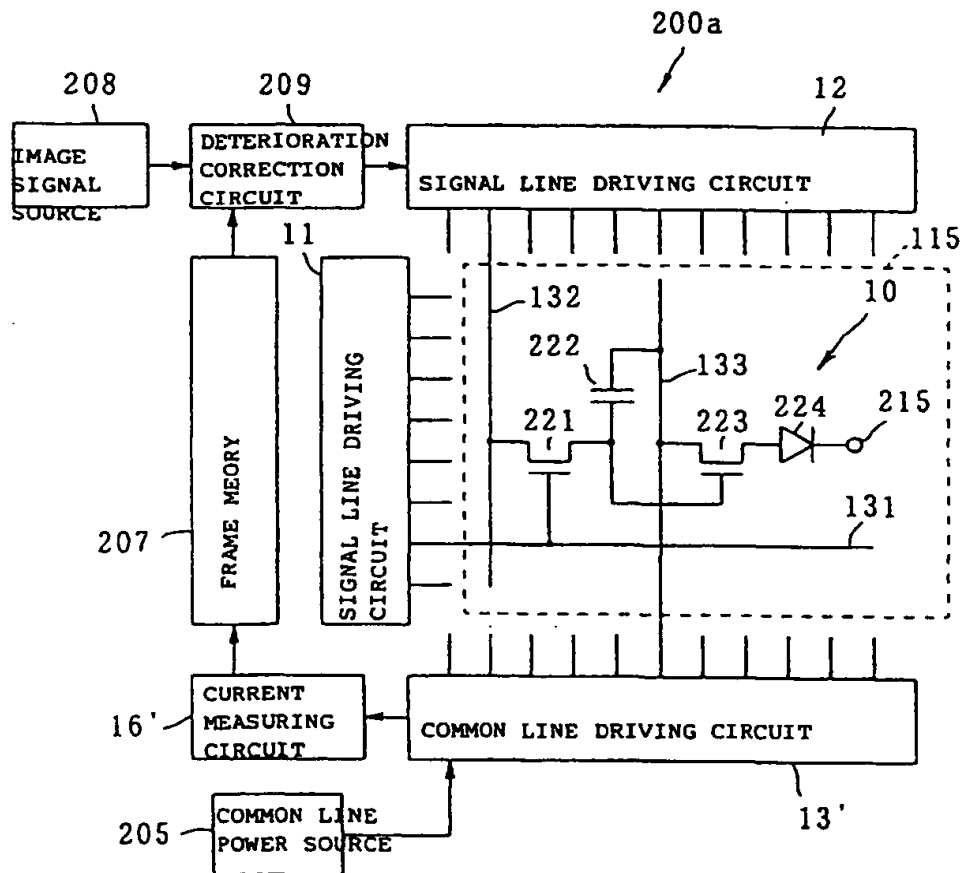 200a
208
209
12
IMAGE
SIGNAL
SOURCE
DETERIORATION
CORRECTION
CIRCUIT
SIGNAL LINE DRIVING CIRCUIT
11
115
132
10
222
133
221
223
224
215
SIGNAL LINE DRIVING
CIRCUIT
FRAME MEORY
207
131
16'
CURRENT
MEASURING
CIRCUIT
COMMON LINE DRIVING CIRCUIT
13'
205
COMMON LINE
POWER SOURCE